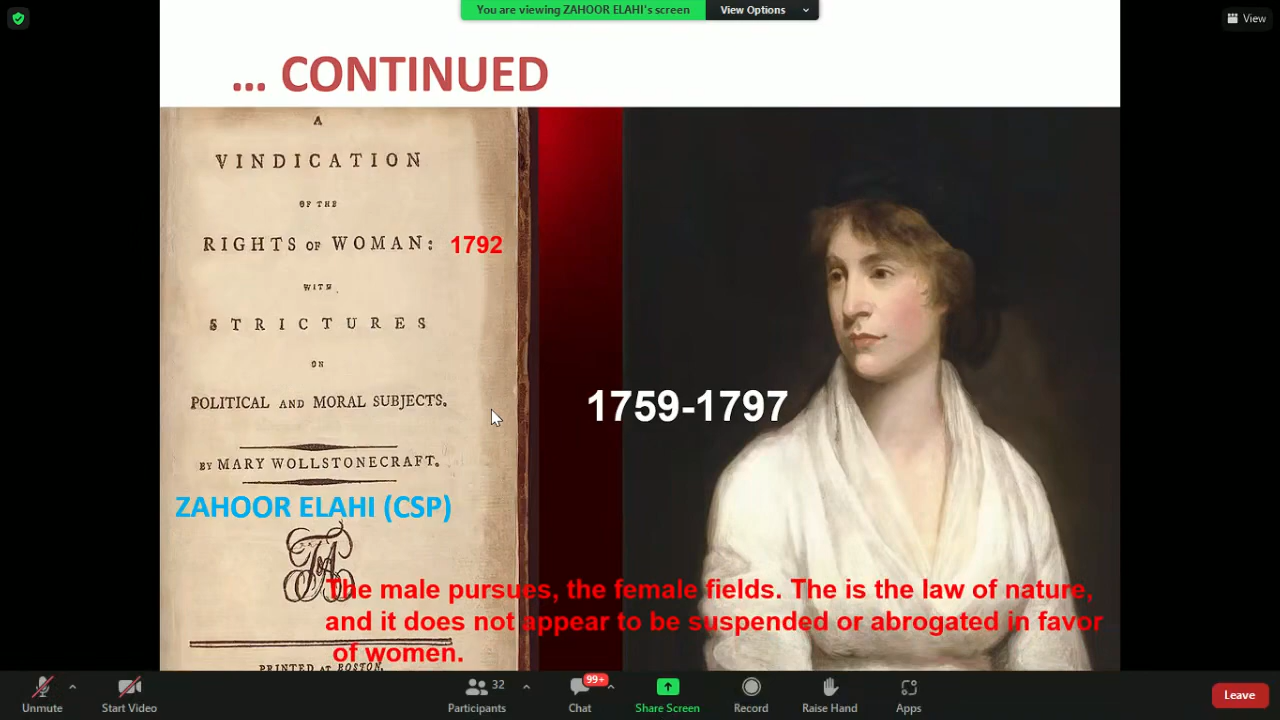 You are viewing ZAHOOR ELAHI's screen
View Options
View
... CONTINUED
A
VINDICATION
OF THE
RIGHTS OF WOMAN: 1792
WITH
STRICTURES
ON
POLITICAL AND MORAL SUBJECTS.
1759-1797
BY MARY WOLLSTONECRAFT.
ZAHOOR ELAHI (CSP)
The male pursues, the female fields. The is the law of nature,
and it does not appear to be suspended or abrogated in favor
of women.
PRINTED AT BOSTON,
Unmute
Start Video
Participants
32
Chat
99+
Share Screen
Record
Raise Hand
Apps
Leave